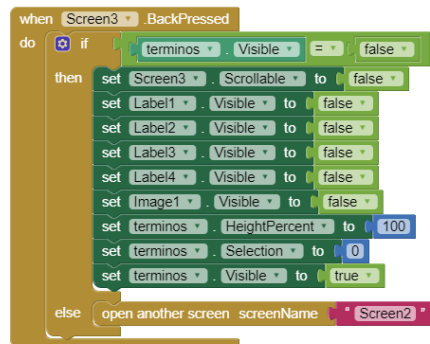 when Screen3 .BackPressed
do if terminos . Visible = false
then set Screen3 . Scrollable to false
set Label1 . Visible to false
set Label2 . Visible to false
set Label3 . Visible to false
set Label4 . Visible to false
set Image1 . Visible to false
set terminos . HeightPercent to 100
set terminos . Selection to 0
set terminos . Visible to true
else open another screen screenName " Screen2 "